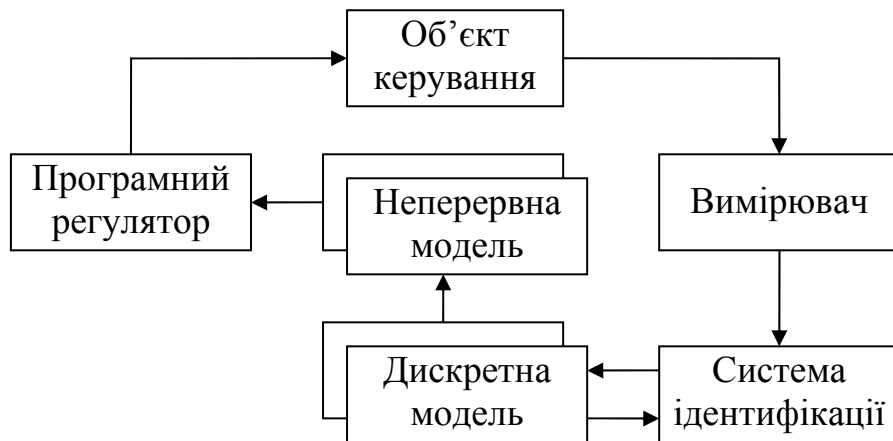 Об’єкт
керування
Програмний
регулятор
Неперервна
модель
Вимірювач
Дискретна
модель
Система
ідентифікації